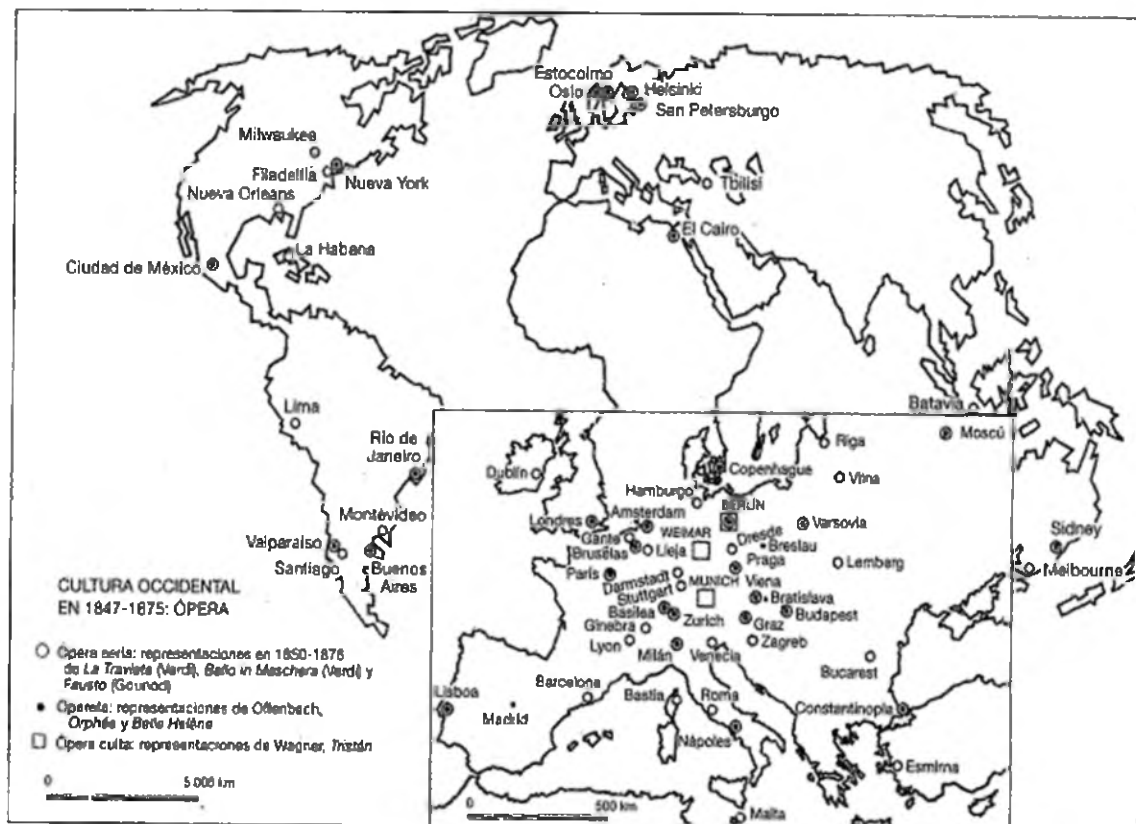 Estocolmo
Oslo
Helsinki
San Petersburgo
Milwaukee
Filadelfia
Nueva York
Nueva Orleans
Tbilisi
La Habana
El Cairo
Ciudad de México
Lima
Batavia
Río de
Janeiro
Riga
Moscú
Dublín
Copenhague
Vilna
Hamburgo
Montevideo
Londres
Amsterdam
BERLÍN
Varsovia
Sidney
Valparaíso
Gante
WEIMAR
Dresde
Bruselas
Lieja
Breslau
Lemberg
Melbourne
Santiago
Buenos
Aires
París
Darmstadt
Praga
Stuttgart
MUNICH
Viena
Bratislava
Basilea
Zurich
Graz
Budapest
Ginebra
Lyon
Milán
Venecia
Zagreb
Bucarest
Lisboa
Barcelona
Bastia
Roma
Constantinopla
Madrid
Nápoles
Esmirna
Malta
CULTURA OCCIDENTAL
EN 1847-1875: ÓPERA
Ópera seria: representaciones en 1850-1876
de La Traviata (Verdi), Ballo in Maschera (Verdi) y
Fausto (Gounod)
Opereta: representaciones de Offenbach,
Orphée y Belle Hélène
Ópera culta: representaciones de Wagner, Tristán
0 5.000 km
0 500 km